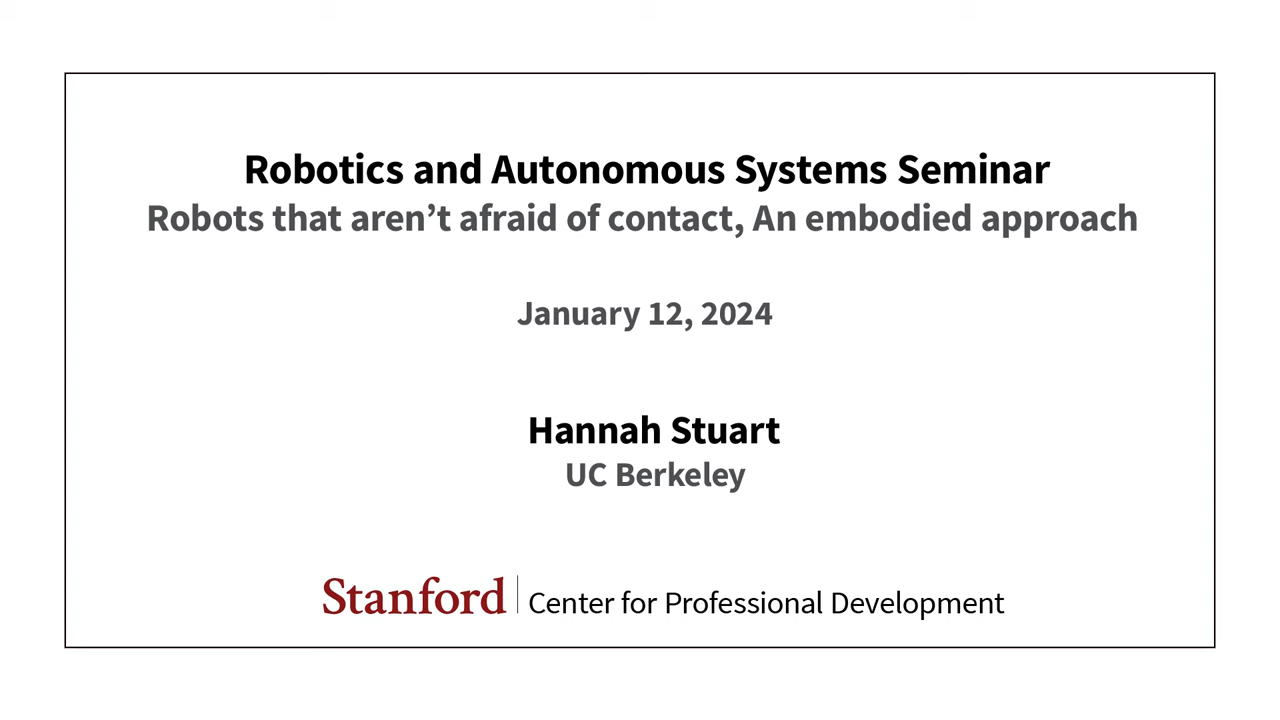 Robotics and Autonomous Systems Seminar
Robots that aren’t afraid of contact, An embodied approach
January 12, 2024
Hannah Stuart
UC Berkeley
Stanford | Center for Professional Development